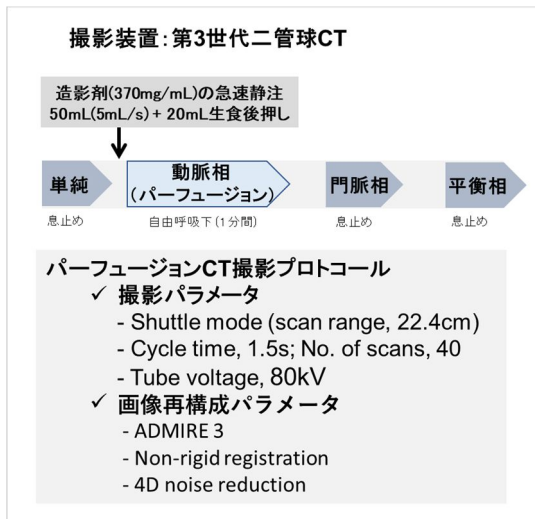 撮影装置：第3世代二管球CT
造影剤(370mg/mL)の急速静注
50mL(5mL/s) + 20mL生食後押し
単純
動脈相
(パーフュージョン)
門脈相
平衡相
息止め
自由呼吸下(1分間)
息止め
息止め
パーフュージョンCT撮影プロトコール
✓ 撮影パラメータ
- Shuttle mode (scan range, 22.4cm)
- Cycle time, 1.5s; No. of scans, 40
- Tube voltage, 80kV
✓ 画像再構成パラメータ
- ADMIRE 3
- Non-rigid registration
- 4D noise reduction